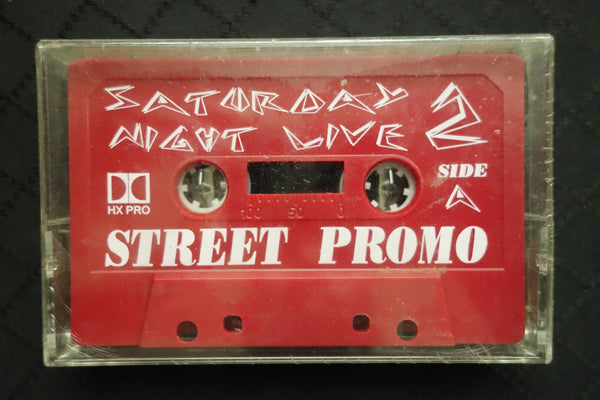 SATURDAY
NIGHT LIVE 2
SIDE
A
HX PRO
100 50 0
STREET PROMO